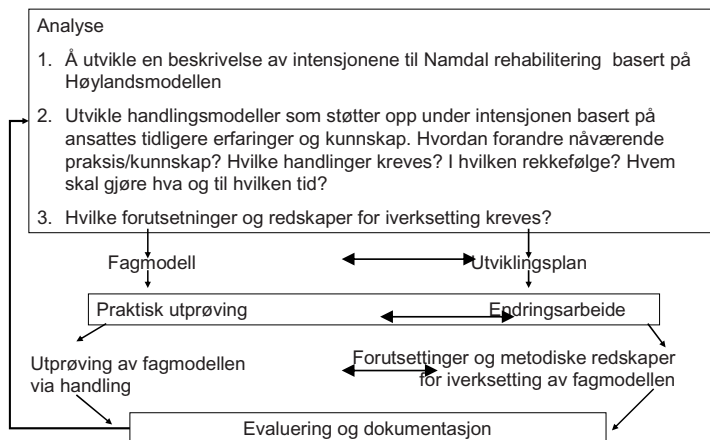 Analyse
1. Å utvikle en beskrivelse av intensjonene til Namdal rehabilitering basert på
Høylandsmodellen
2. Utvikle handlingsmodeller som støtter opp under intensjonen basert på
ansattes tidligere erfaringer og kunnskap. Hvordan forandre nåværende
praksis/kunnskap? Hvilke handlinger kreves? I hvilken rekkefølge? Hvem
skal gjøre hva og til hvilken tid?
3. Hvilke forutsetninger og redskaper for iverksetting kreves?
Fagmodell
Utviklingsplan
Praktisk utprøving
Endringsarbeide
Utprøving av fagmodellen
via handling
Forutsettinger og metodiske redskaper
for iverksetting av fagmodellen
Evaluering og dokumentasjon